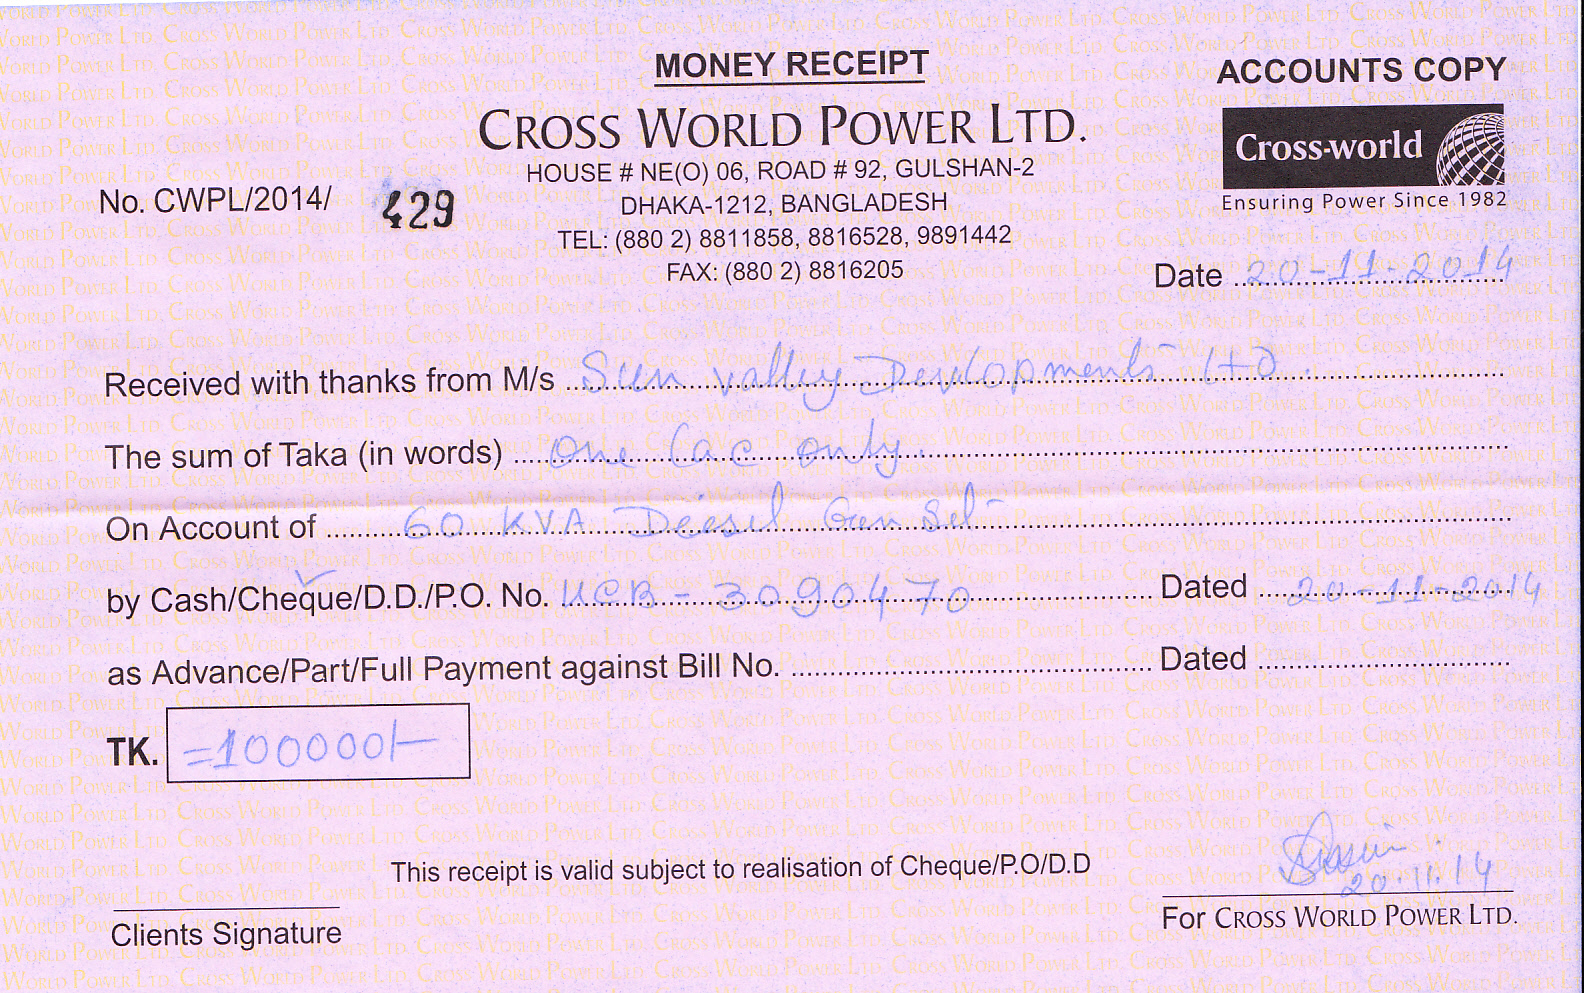 MONEY RECEIPT
ACCOUNTS COPY
CROSS WORLD POWER LTD.
Cross-world
Ensuring Power Since 1982
HOUSE # NE(O) 06, ROAD # 92, GULSHAN-2
No. CWPL/2014/ 429
DHAKA-1212, BANGLADESH
TEL: (880 2) 8811858, 8816528, 9891442
FAX: (880 2) 8816205
Date 20-11-2014
Received with thanks from M/s Sun Valley Devlopments LTD.
The sum of Taka (in words) One Lac only.
On Account of 60 KVA Deesel Gen Set
by Cash/Cheque/D.D./P.O. No. UCB - 3090470 Dated 20-11-2014
as Advance/Part/Full Payment against Bill No. Dated
TK. =100000/-
This receipt is valid subject to realisation of Cheque/P.O/D.D
20.11.14
Clients Signature
For CROSS WORLD POWER LTD.